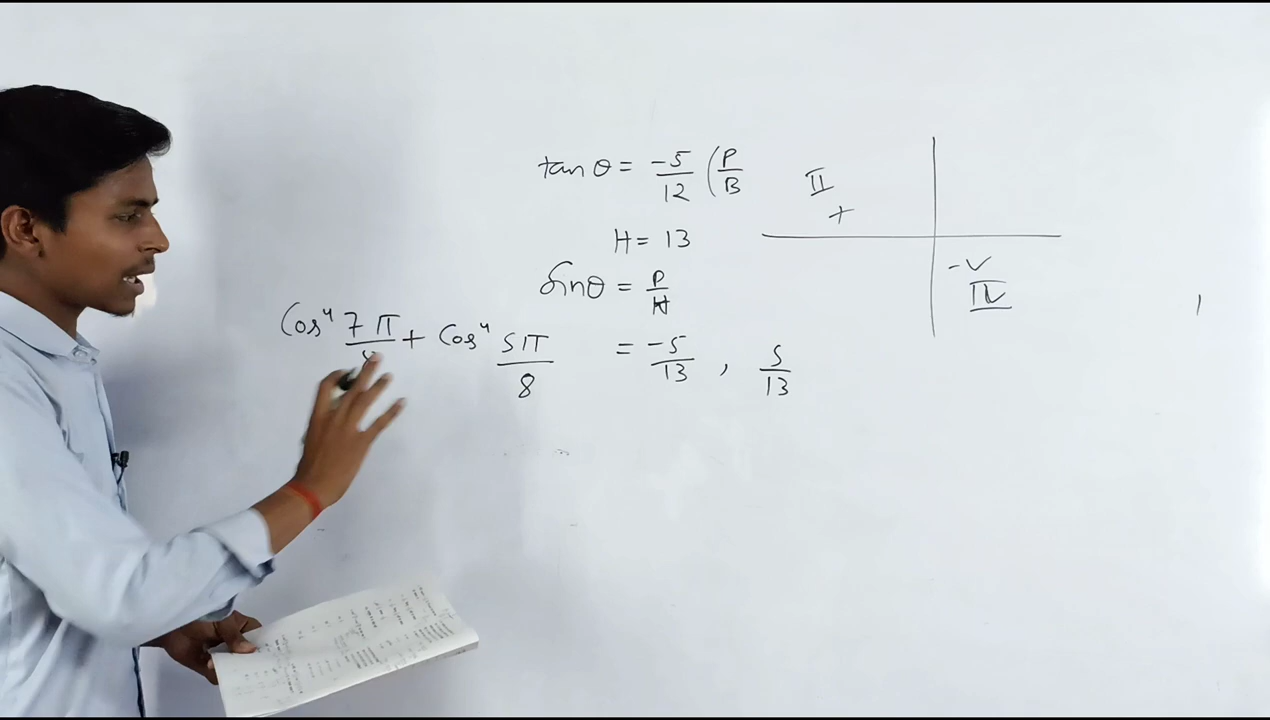 tan θ = -5/12 (P/B
II
+
H = 13
-ve
IV
sin θ = P/H
= -5/13 , 5/13
Cos⁴ 7π/ + Cos⁴ 5π/8